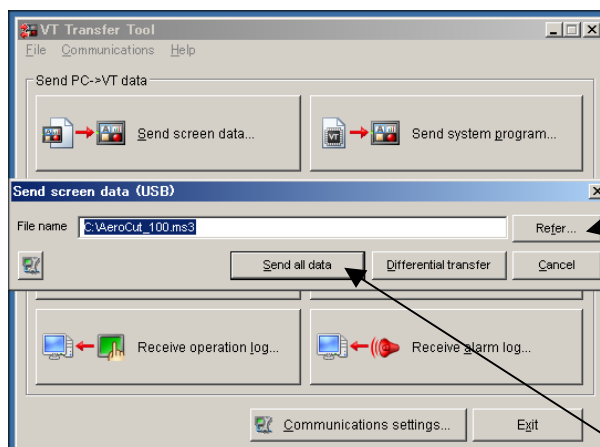 VT Transfer Tool
File Communications Help
Send PC->VT data
Send screen data...
Send system program...
Send screen data (USB)
File name C:\AeroCut_100.ms3 Refer...
Send all data Differential transfer Cancel
Receive operation log...
Receive alarm log...
Communications settings... Exit